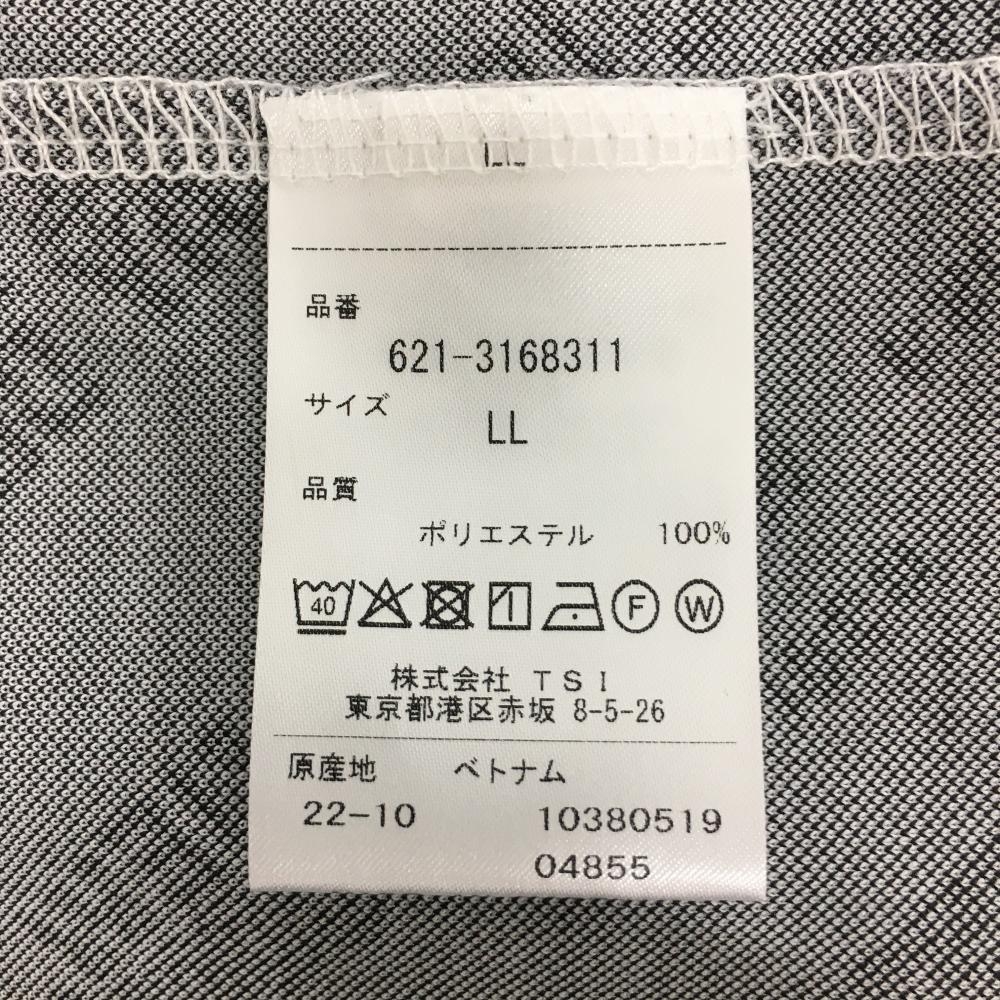 LL
品番
621-3168311
サイズ
LL
品質
ポリエステル 100%
40 F W
株式会社 TSI
東京都港区赤坂 8-5-26
原産地 ベトナム
22-10 10380519
04855